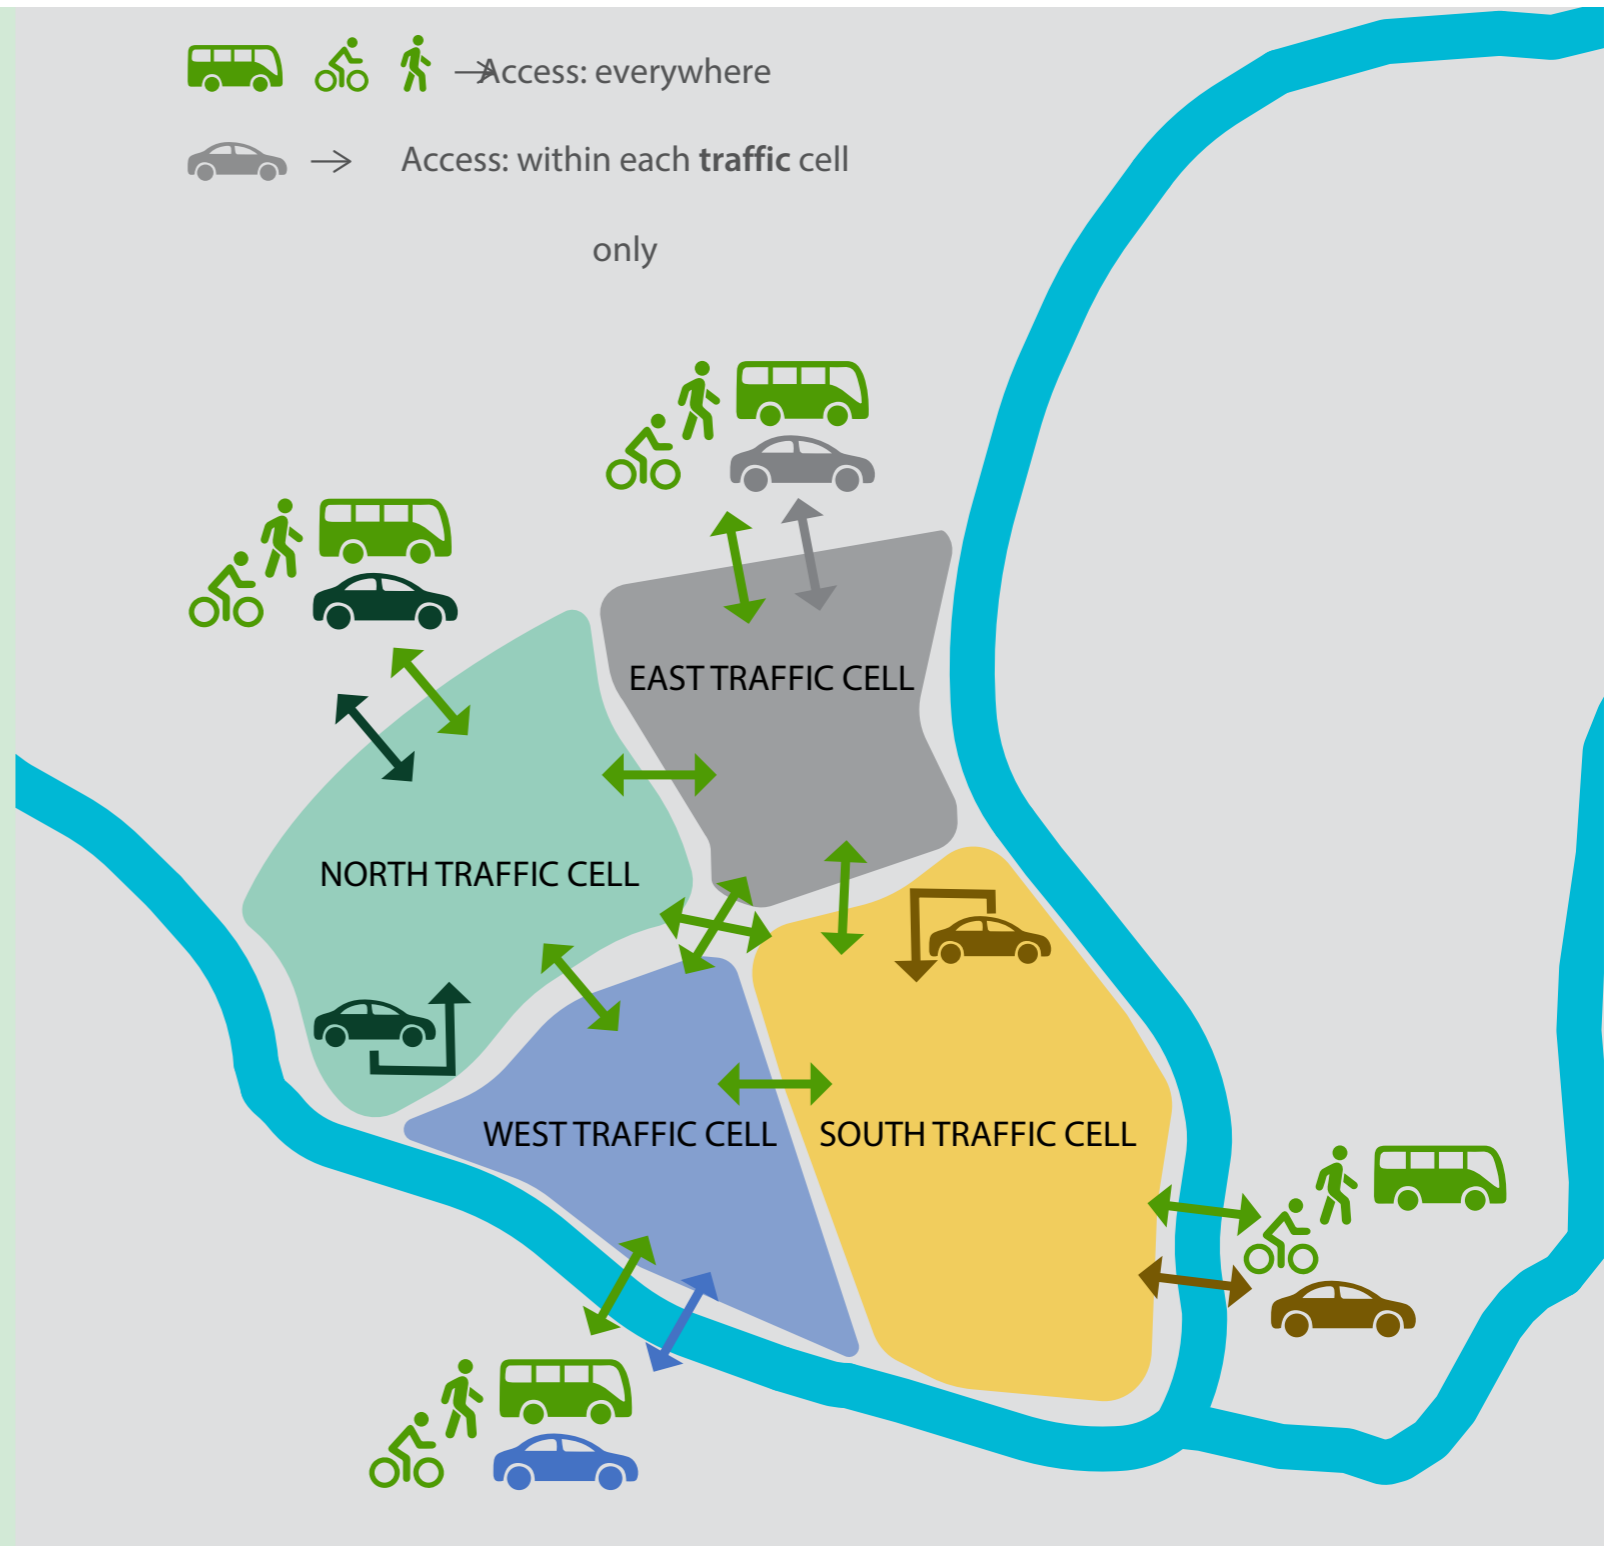 Access: everywhere
Access: within each traffic cell
only
EAST TRAFFIC CELL
NORTH TRAFFIC CELL
WEST TRAFFIC CELL
SOUTH TRAFFIC CELL